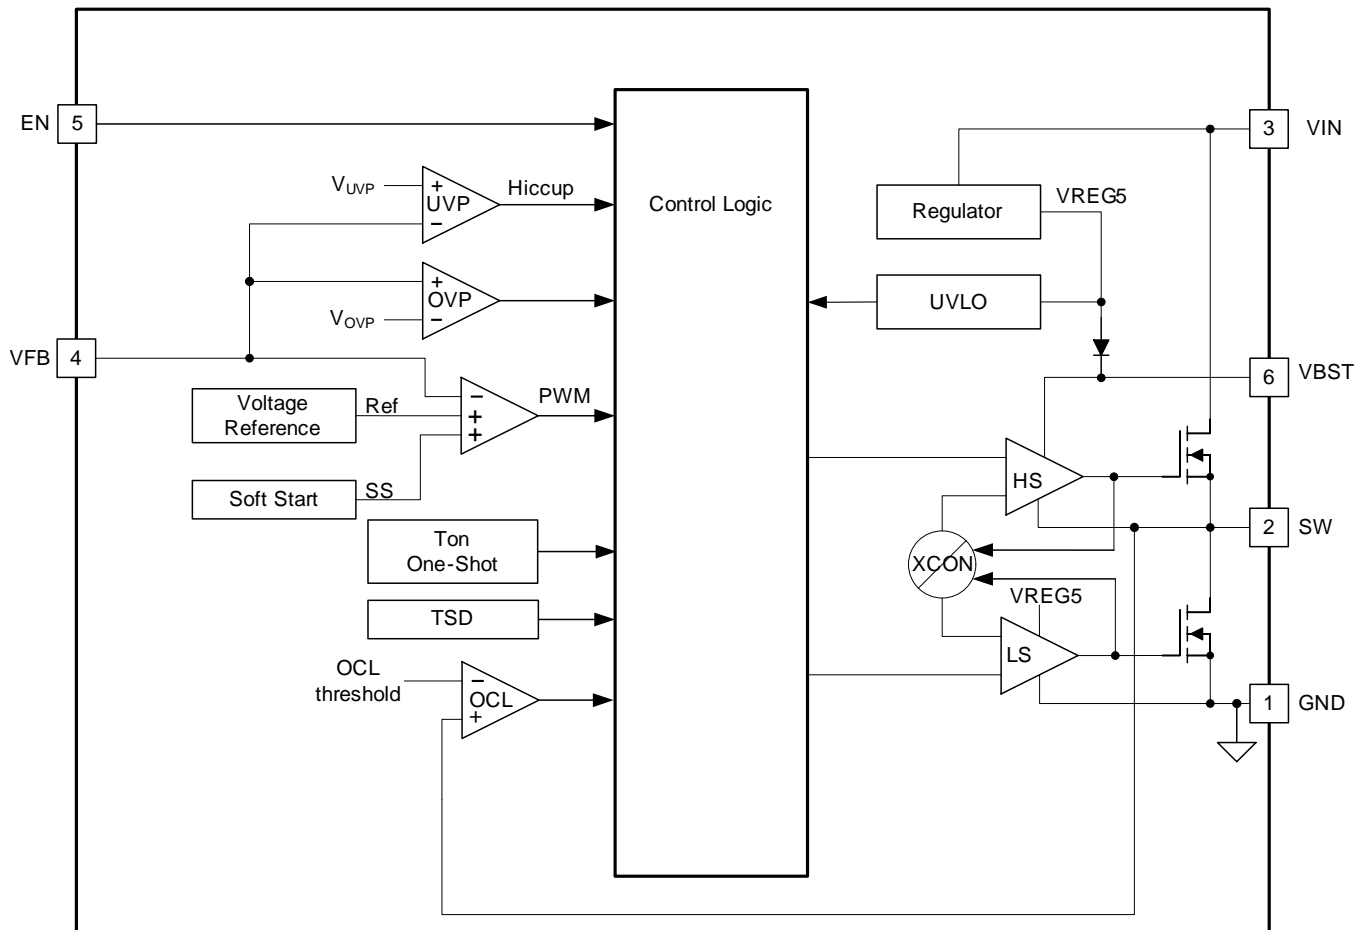 EN
5
3
VIN
VUVP
+
UVP
−
Hiccup
Control Logic
Regulator
VREG5
+
OVP
−
VOVP
UVLO
VFB
4
6
VBST
Voltage
Reference
Ref
−
+
+
PWM
Soft Start
SS
HS
2
SW
Ton
One-Shot
XCON
VREG5
TSD
LS
OCL
threshold
−
OCL
+
1
GND